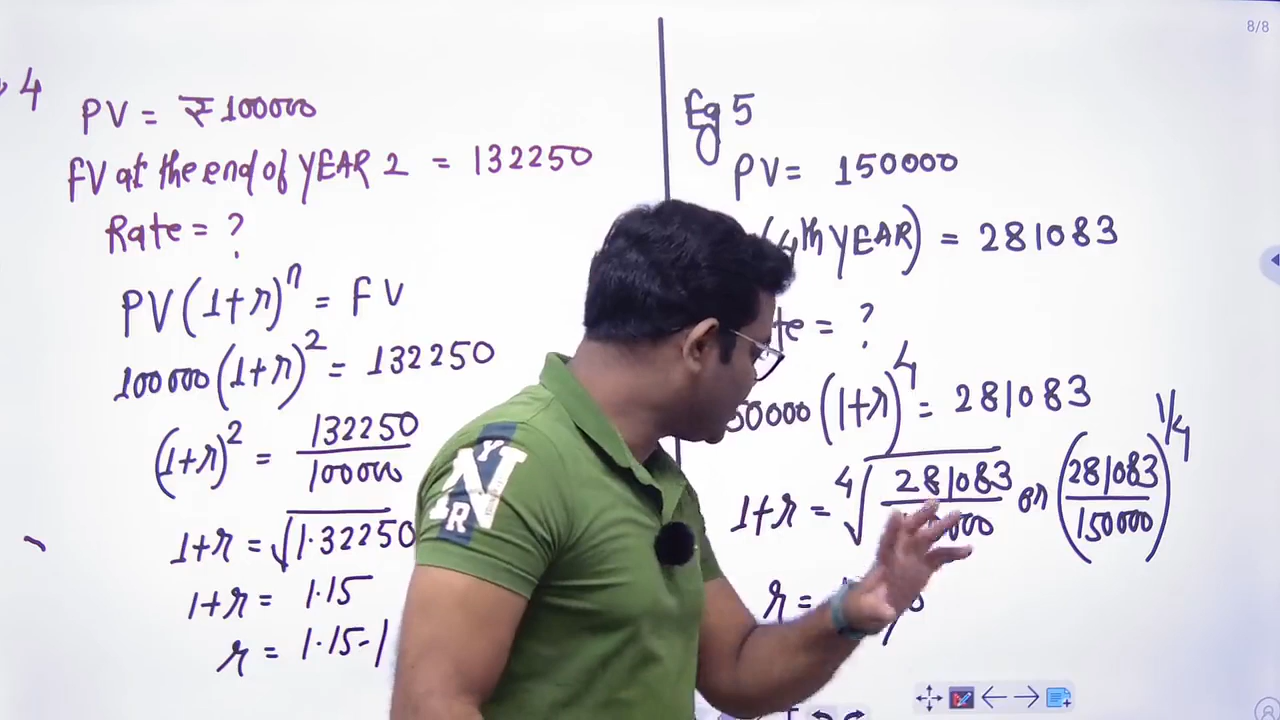 8/8
4
PV = ₹100000
FV at the end of YEAR 2 = 132250
Rate = ?
PV(1+r)^n = FV
100000(1+r)^2 = 132250
(1+r)^2 = 132250/100000
1+r = √1.32250
1+r = 1.15
r = 1.15-1
Eg 5
PV= 150000
YEAR) = 281083
= ?
(1+r)^4 = 281083
1+r = ⁴√281083 or (281083/150000)^1/4
r =
NY
R